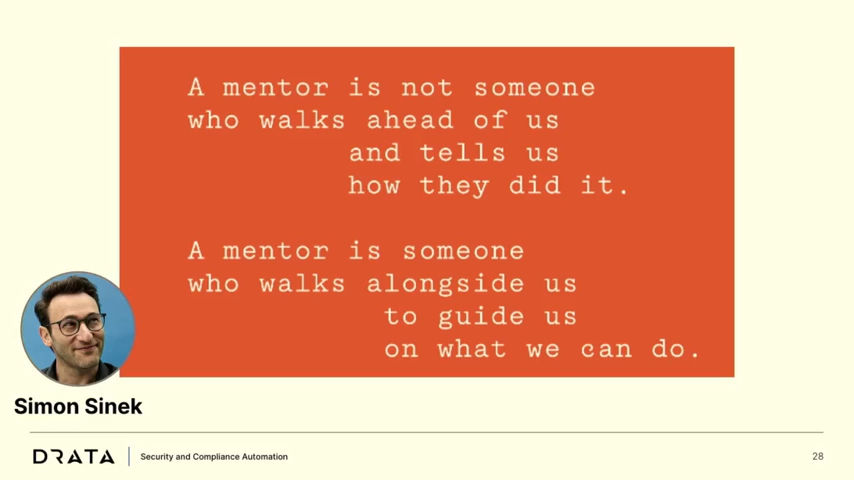 A mentor is not someone
who walks ahead of us
and tells us
how they did it.
A mentor is someone
who walks alongside us
to guide us
on what we can do.
Simon Sinek
DRATA
Security and Compliance Automation
28